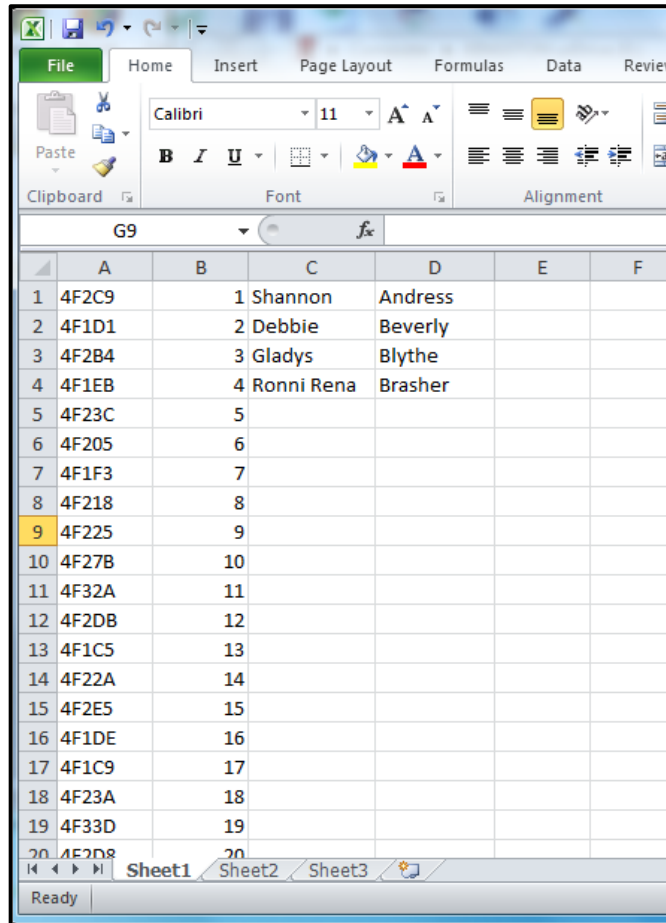 File Home Insert Page Layout Formulas Data Review
Calibri 11 A A
Paste B I U A
Clipboard Font Alignment
G9 fx
A B C D E F
1 4F2C9 1 Shannon Andress
2 4F1D1 2 Debbie Beverly
3 4F2B4 3 Gladys Blythe
4 4F1EB 4 Ronni Rena Brasher
5 4F23C 5
6 4F205 6
7 4F1F3 7
8 4F218 8
9 4F225 9
10 4F27B 10
11 4F32A 11
12 4F2DB 12
13 4F1C5 13
14 4F22A 14
15 4F2E5 15
16 4F1DE 16
17 4F1C9 17
18 4F23A 18
19 4F33D 19
20 4F2D8 20
Sheet1 Sheet2 Sheet3
Ready